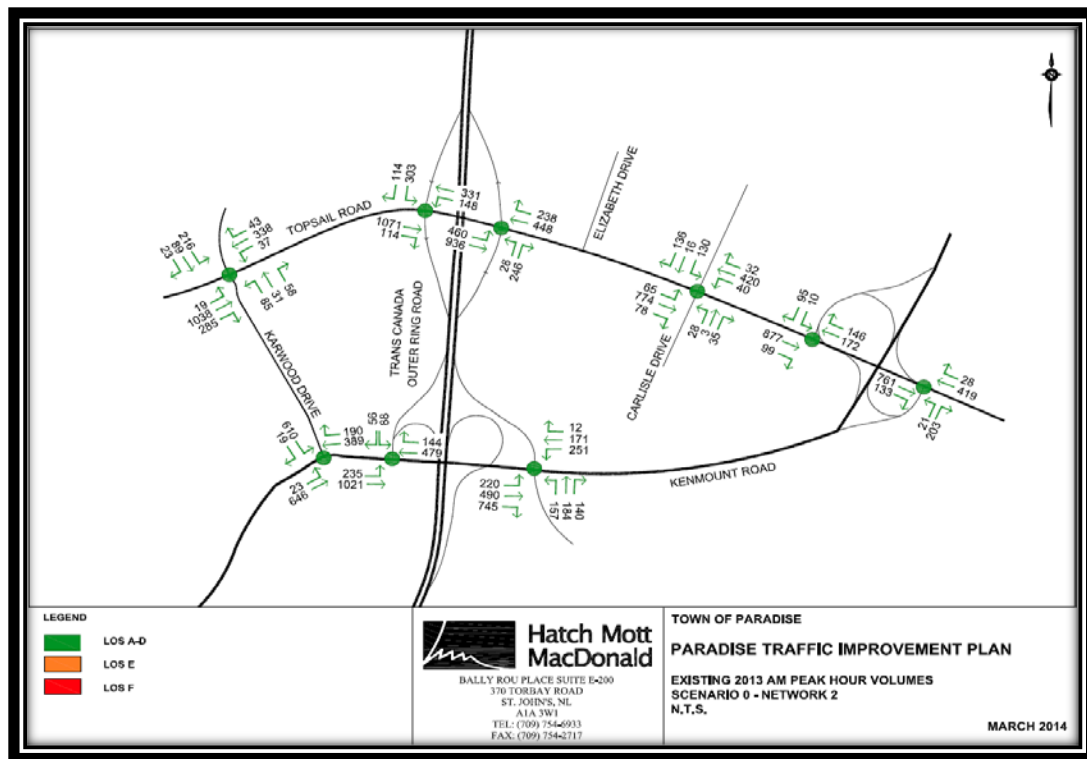 114
303
331
148
1071
114
460
936
238
448
28
246
TOPSAIL ROAD
43
338
37
216
89
23
19
1038
285
85
31
58
ELIZABETH DRIVE
136
16
130
32
420
40
65
774
78
28
3
35
CARLISLE DRIVE
95
10
146
172
877
99
761
133
28
419
21
203
TRANS CANADA
OUTER RING ROAD
KARWOOD DRIVE
610
19
190
23
646
56
68
144
479
235
1021
12
171
251
220
490
745
157
184
140
KENMOUNT ROAD
LEGEND
LOS A-D
LOS E
LOS F
Hatch Mott
MacDonald
BALLY ROU PLACE SUITE E-200
370 TORBAY ROAD
ST. JOHN'S, NL
A1A 3W1
TEL: (709) 754-6933
FAX: (709) 754-2717
TOWN OF PARADISE
PARADISE TRAFFIC IMPROVEMENT PLAN
EXISTING 2013 AM PEAK HOUR VOLUMES
SCENARIO 0 - NETWORK 2
N.T.S.
MARCH 2014